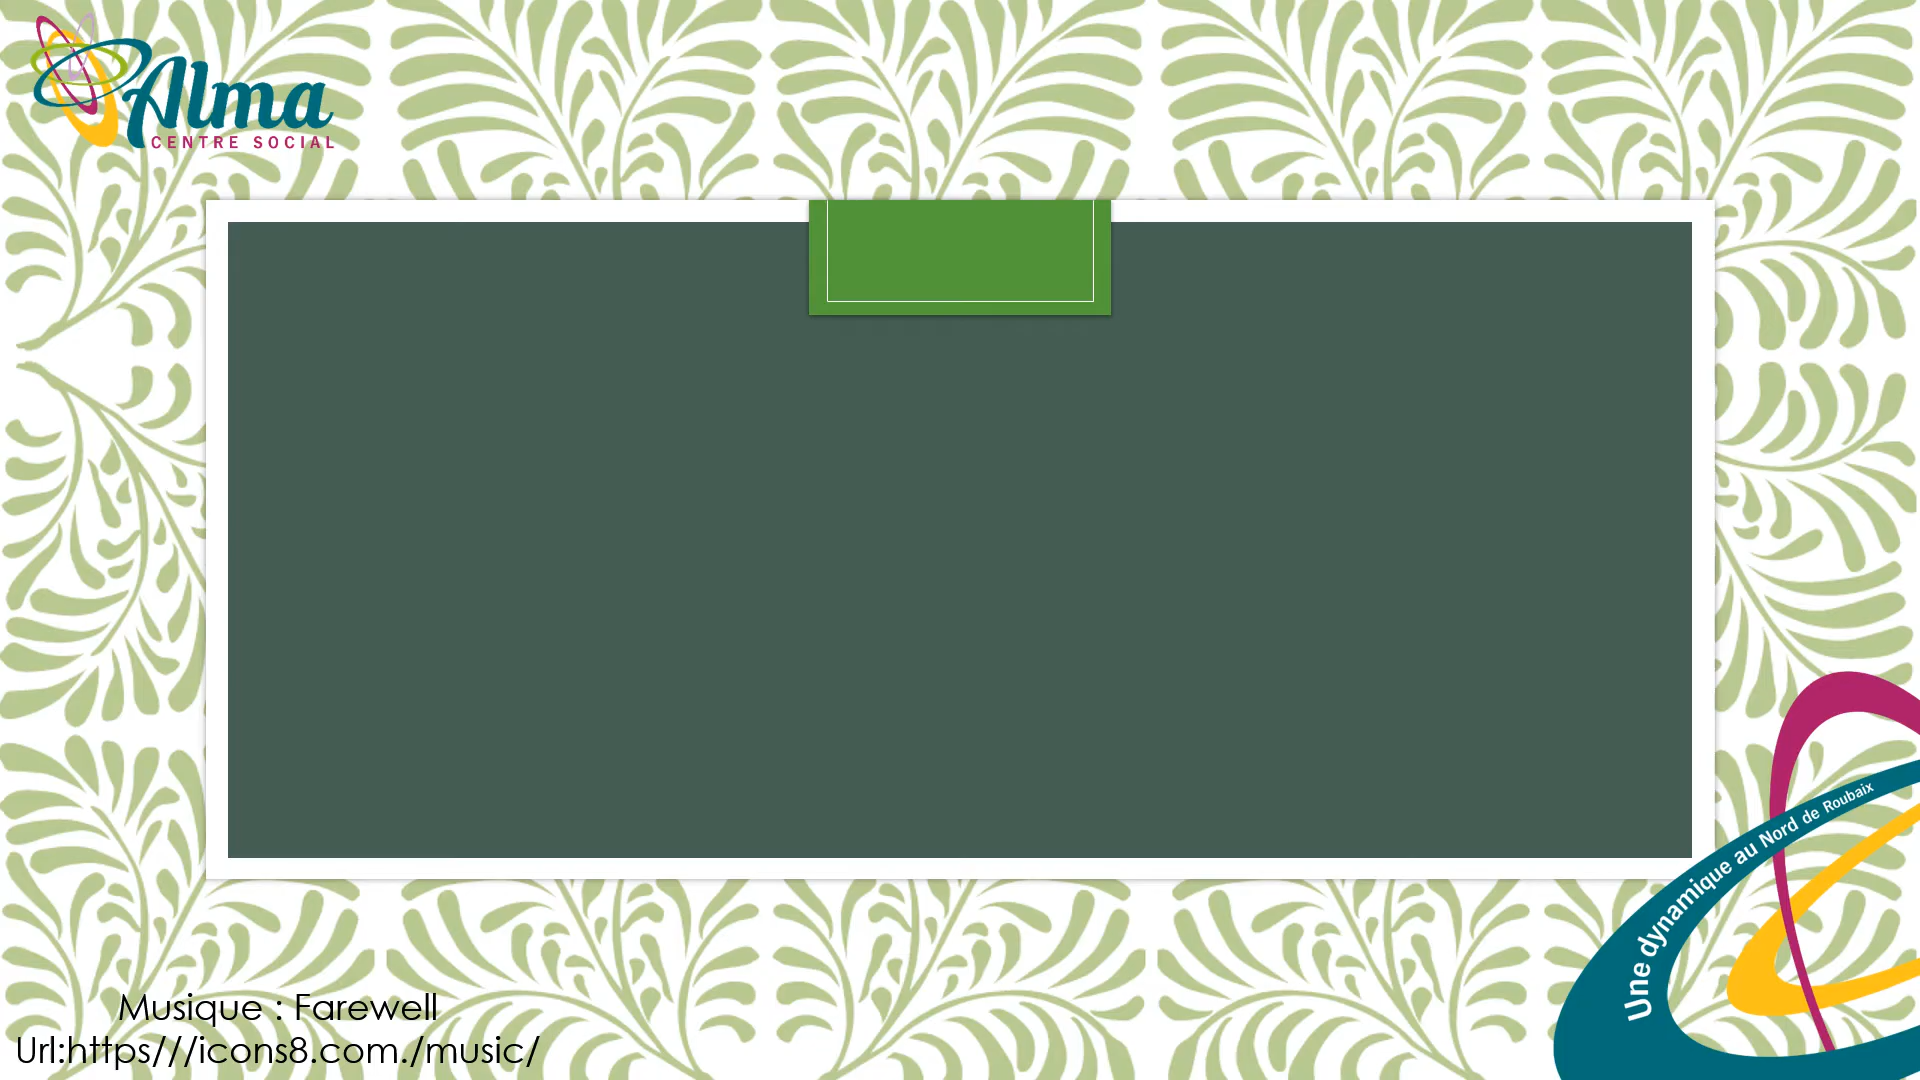 Alma
CENTRE SOCIAL
Une dynamique au Nord de Roubaix
Musique : Farewell
Url:https///icons8.com./music/